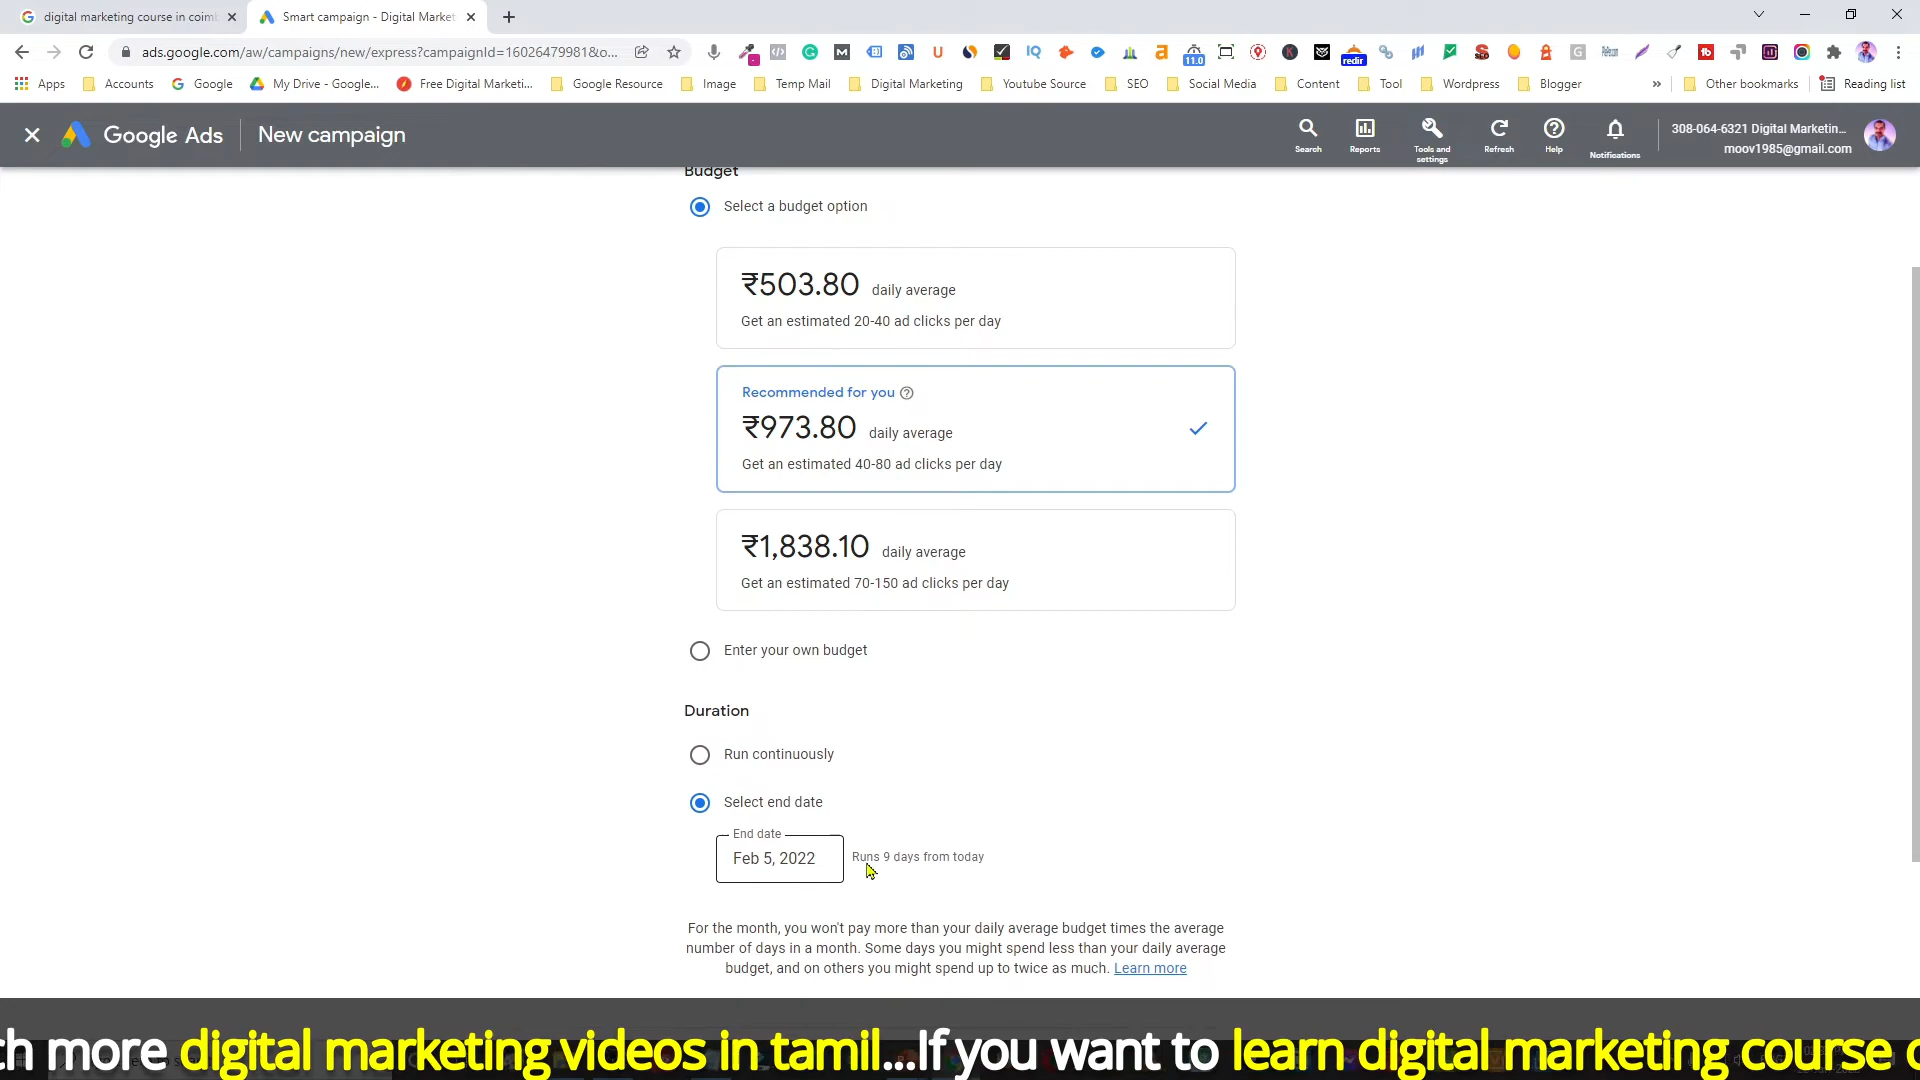 digital marketing course in coim
Smart campaign - Digital Market
ads.google.com/aw/campaigns/new/express?campaignId=16026479981&o...
11.0
redir
Apps
Accounts
Google
My Drive - Google...
Free Digital Marketi...
Google Resource
Image
Temp Mail
Digital Marketing
Youtube Source
SEO
Social Media
Content
Tool
Wordpress
Blogger
»
Other bookmarks
Reading list
Google Ads
New campaign
Search
Reports
Tools and
settings
Refresh
Help
Notifications
308-064-6321 Digital Marketin...
moov1985@gmail.com
Budget
Select a budget option
₹503.80 daily average
Get an estimated 20-40 ad clicks per day
Recommended for you
₹973.80 daily average
Get an estimated 40-80 ad clicks per day
₹1,838.10 daily average
Get an estimated 70-150 ad clicks per day
Enter your own budget
Duration
Run continuously
Select end date
End date
Feb 5, 2022
Runs 9 days from today
For the month, you won't pay more than your daily average budget times the average
number of days in a month. Some days you might spend less than your daily average
budget, and on others you might spend up to twice as much. Learn more
ch more digital marketing videos in tamil....If you want to learn digital marketing course